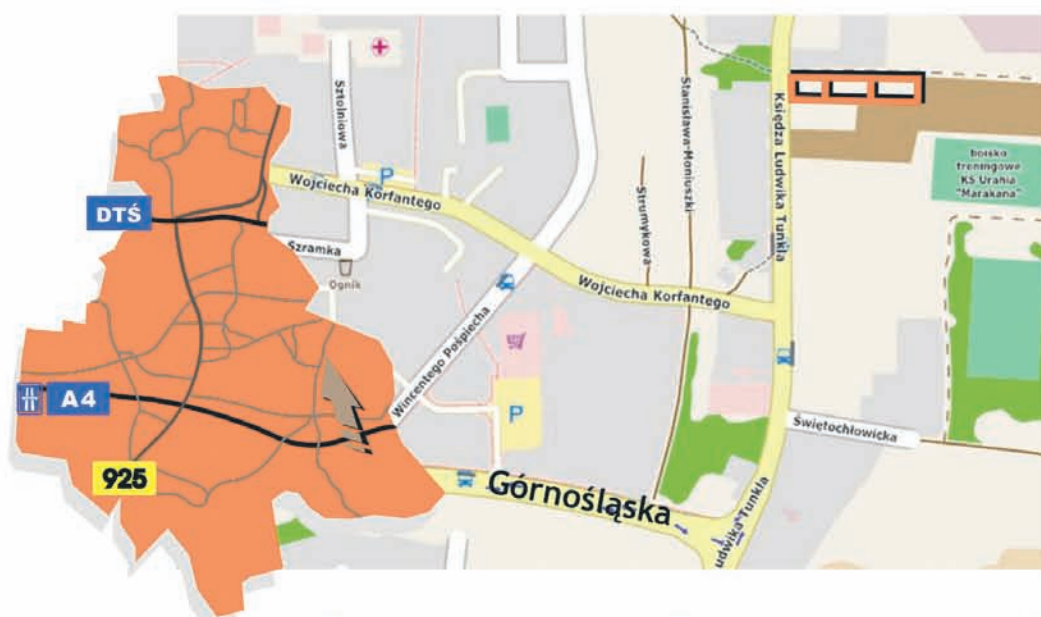 Sztolniowa
P
Wojciecha Korfantego
DTŚ
Szramka
Ognik
Stanisława-Moniuszki
Strumykowa
Księdza Ludwika Tunkla
boisko
treningowe
KS Urania
"Marakana"
Wojciecha Korfantego
Wincentego Pośpiecha
A4
P
Świętochłowicka
925
Górnośląska
udwika Tunkla